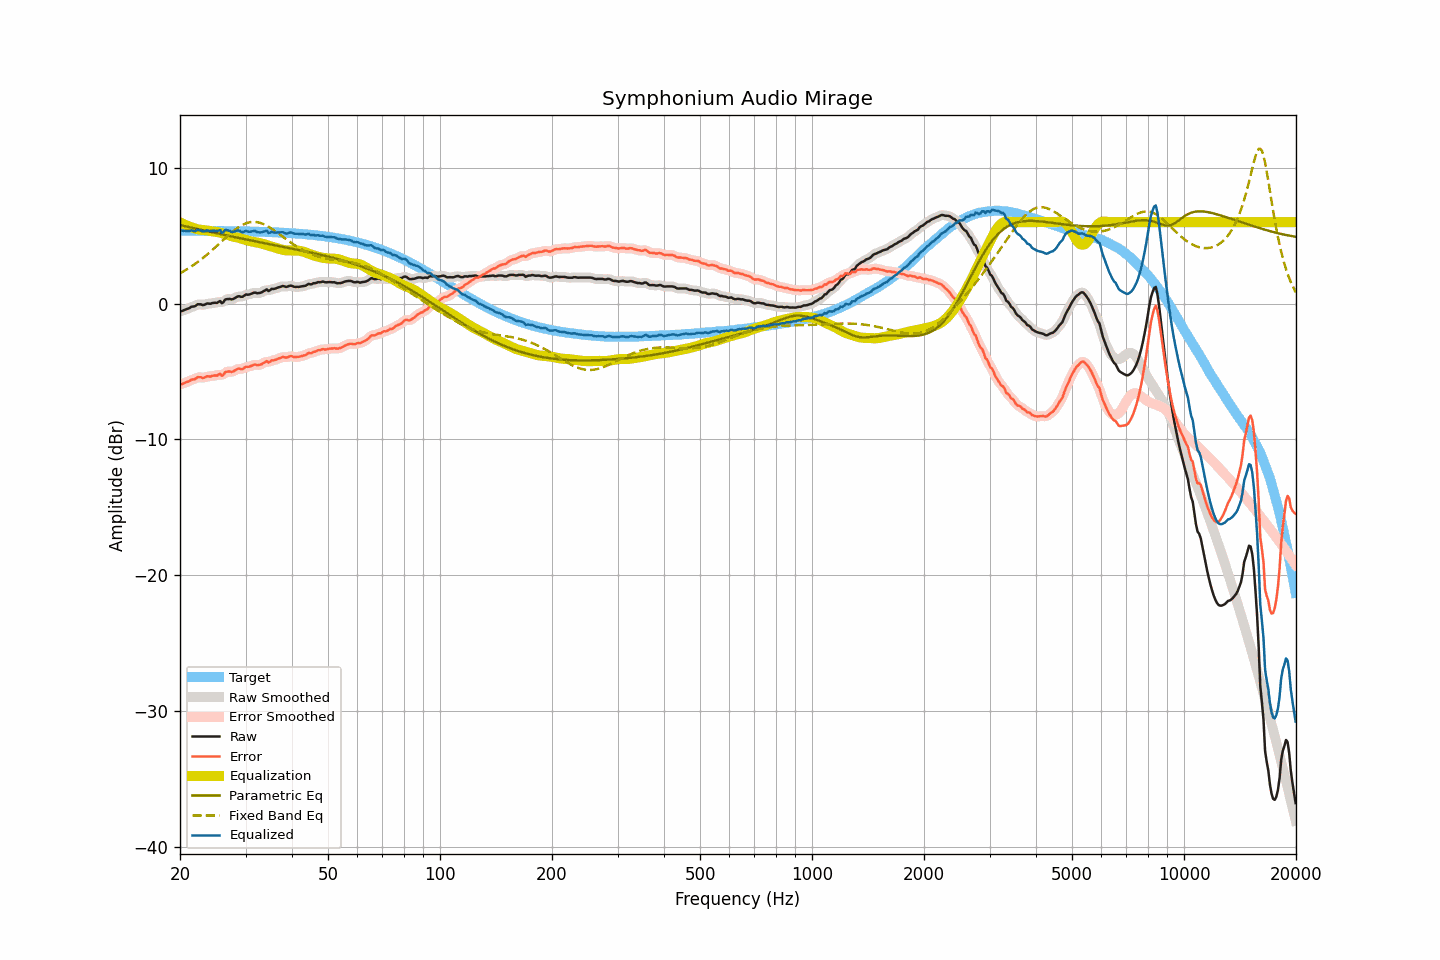 Symphonium Audio Mirage
Amplitude (dBr)
10
0
−10
−20
−30
−40
Target
Raw Smoothed
Error Smoothed
Raw
Error
Equalization
Parametric Eq
Fixed Band Eq
Equalized
20 50 100 200 500 1000 2000 5000 10000 20000
Frequency (Hz)